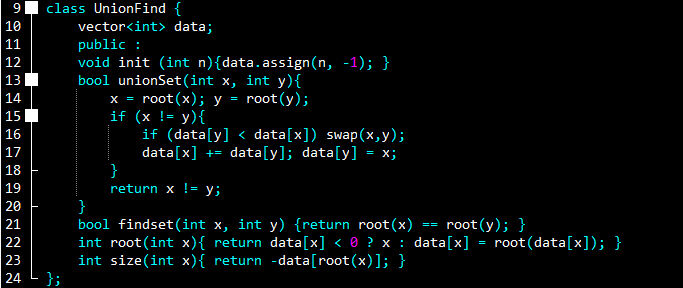 9 class UnionFind {
10     vector<int> data;
11     public :
12     void init (int n){data.assign(n, -1); }
13     bool unionSet(int x, int y){
14         x = root(x); y = root(y);
15         if (x != y){
16             if (data[y] < data[x]) swap(x,y);
17             data[x] += data[y]; data[y] = x;
18         }
19         return x != y;
20     }
21     bool findset(int x, int y) {return root(x) == root(y); }
22     int root(int x){ return data[x] < 0 ? x : data[x] = root(data[x]); }
23     int size(int x){ return -data[root(x)]; }
24 };